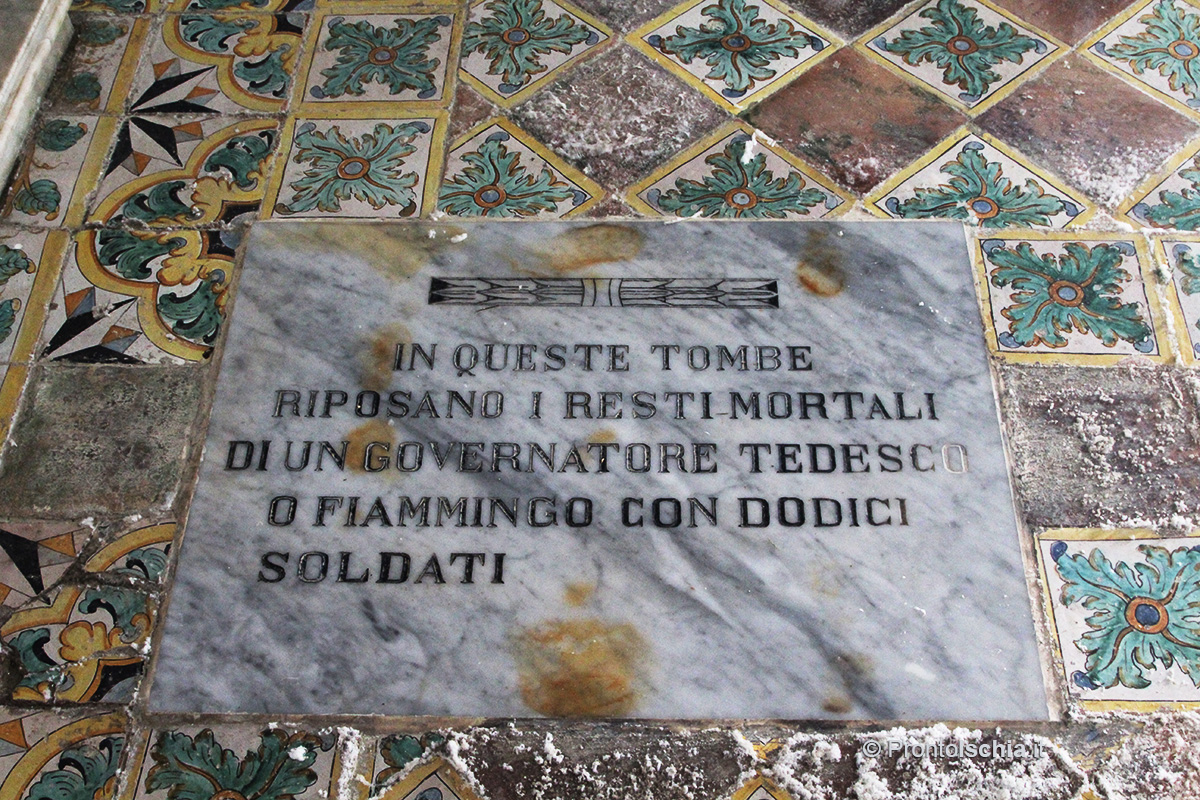 IN QUESTE TOMBE
RIPOSANO I RESTI-MORTALI
DI UN GOVERNATORE TEDESCO
O FIAMMINGO CON DODICI
SOLDATI
© ProntoIschia.it